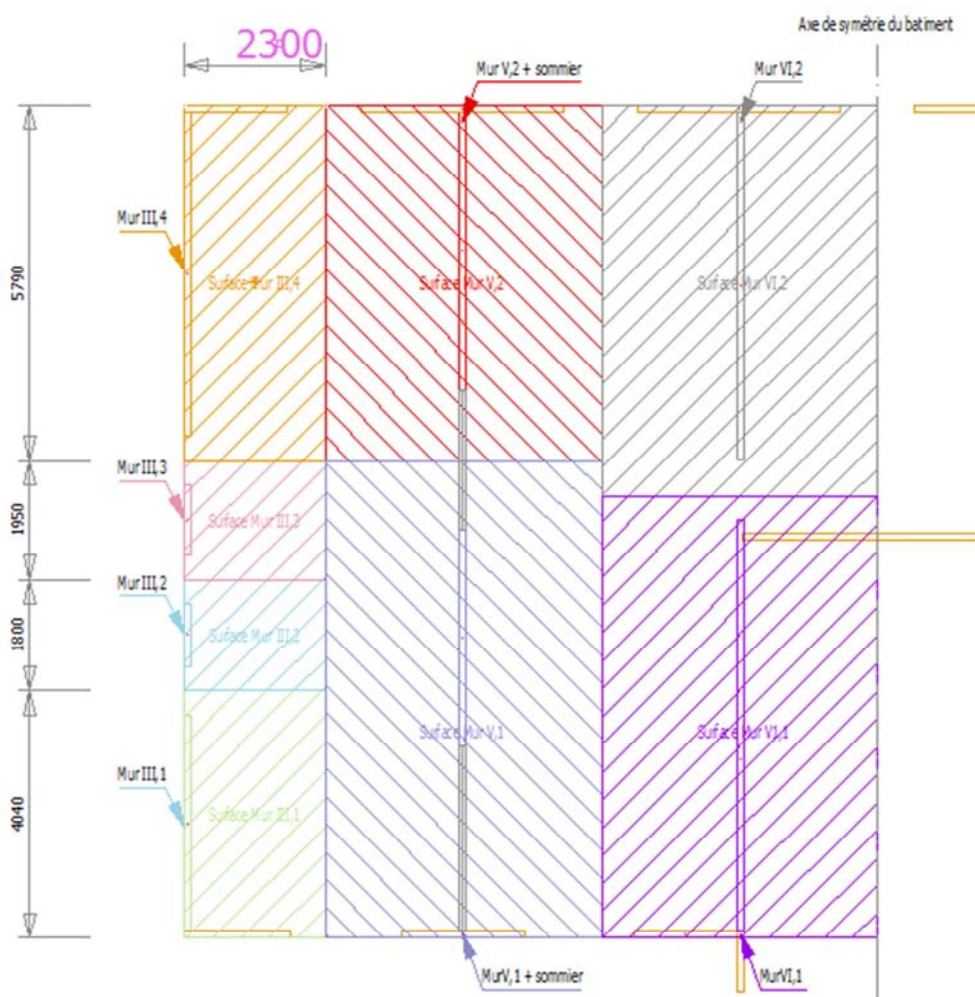 Axe de symétrie du batiment
2300
Mur V,2 + sommier
Mur VI,2
Mur III,4
5790
Surface Mur III,4
Surface Mur V,2
Surface Mur VI,2
Mur III,3
1950
Surface Mur III,3
Mur III,2
1800
Surface Mur III,2
Surface Mur V,1
Surface Mur V1,1
Mur III,1
4040
Surface Mur III,1
MurV,1 + sommier
MurVI,1